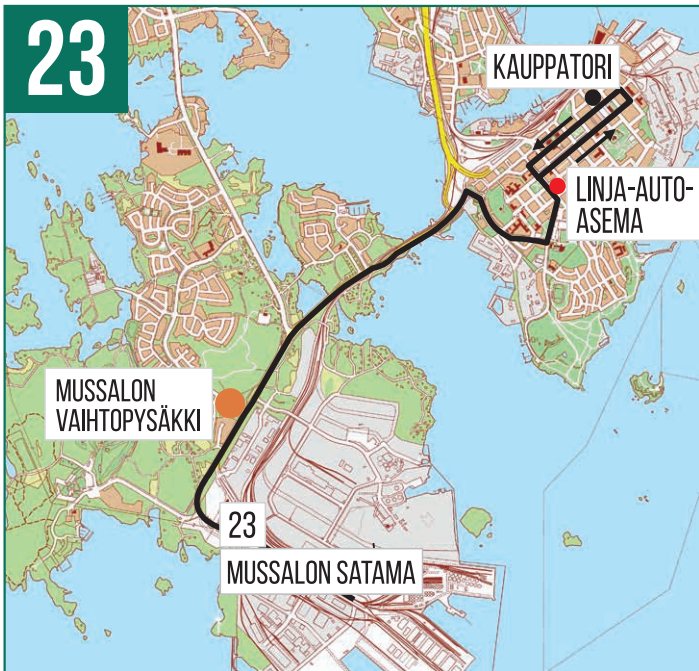 23
KAUPPATORI
LINJA-AUTO-
ASEMA
MUSSALON
VAIHTOPYSÄKKI
23
MUSSALON SATAMA